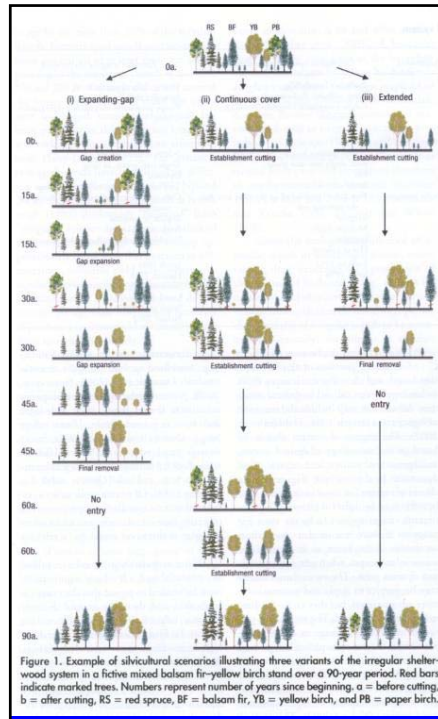 RS BF YB PB
0a.
(i) Expanding-gap
(ii) Continuous cover
(iii) Extended
0b.
Gap creation
Establishment cutting
Establishment cutting
15a.
15b.
Gap expansion
30a.
30b.
Gap expansion
Establishment cutting
Final removal
45a.
45b.
Final removal
No
entry
No
entry
60a.
60b.
Establishment cutting
90a.
Figure 1. Example of silvicultural scenarios illustrating three variants of the irregular shelter-
wood system in a fictive mixed balsam fir–yellow birch stand over a 90-year period. Red bars
indicate marked trees. Numbers represent number of years since beginning. a = before cutting,
b = after cutting, RS = red spruce, BF = balsam fir, YB = yellow birch, and PB = paper birch.